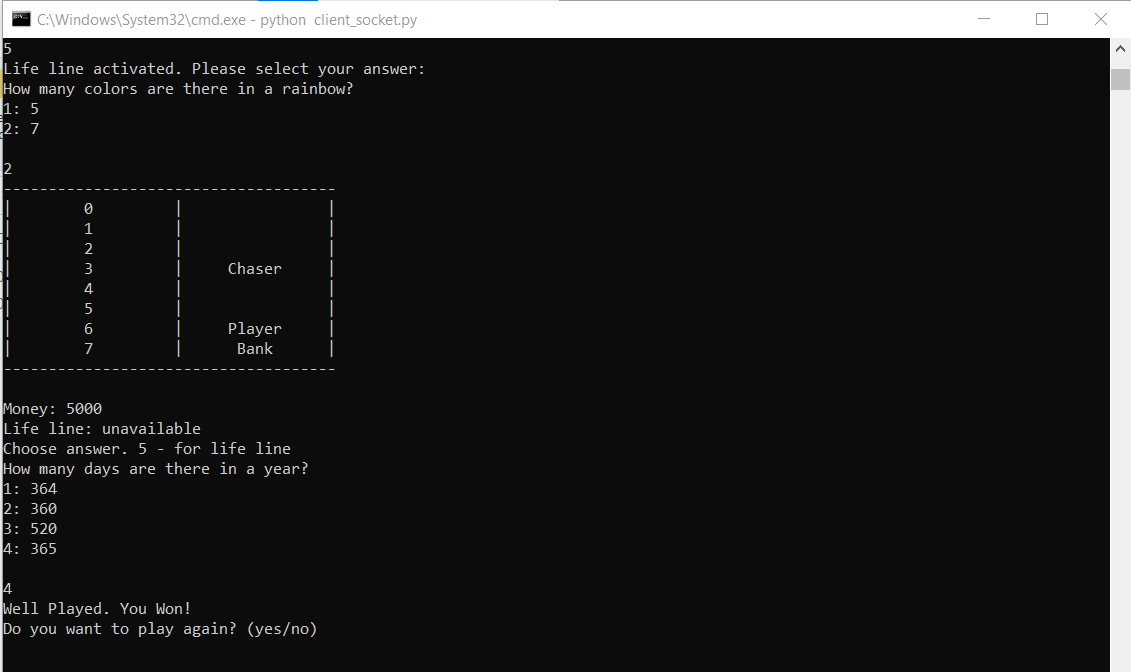 C:\Windows\System32\cmd.exe - python  client_socket.py
5
Life line activated. Please select your answer:
How many colors are there in a rainbow?
1: 5
2: 7
2
-------------------------------------
|        0         |                |
|        1         |                |
|        2         |                |
|        3         |     Chaser     |
|        4         |                |
|        5         |                |
|        6         |     Player     |
|        7         |      Bank      |
-------------------------------------
Money: 5000
Life line: unavailable
Choose answer. 5 - for life line
How many days are there in a year?
1: 364
2: 360
3: 520
4: 365
4
Well Played. You Won!
Do you want to play again? (yes/no)